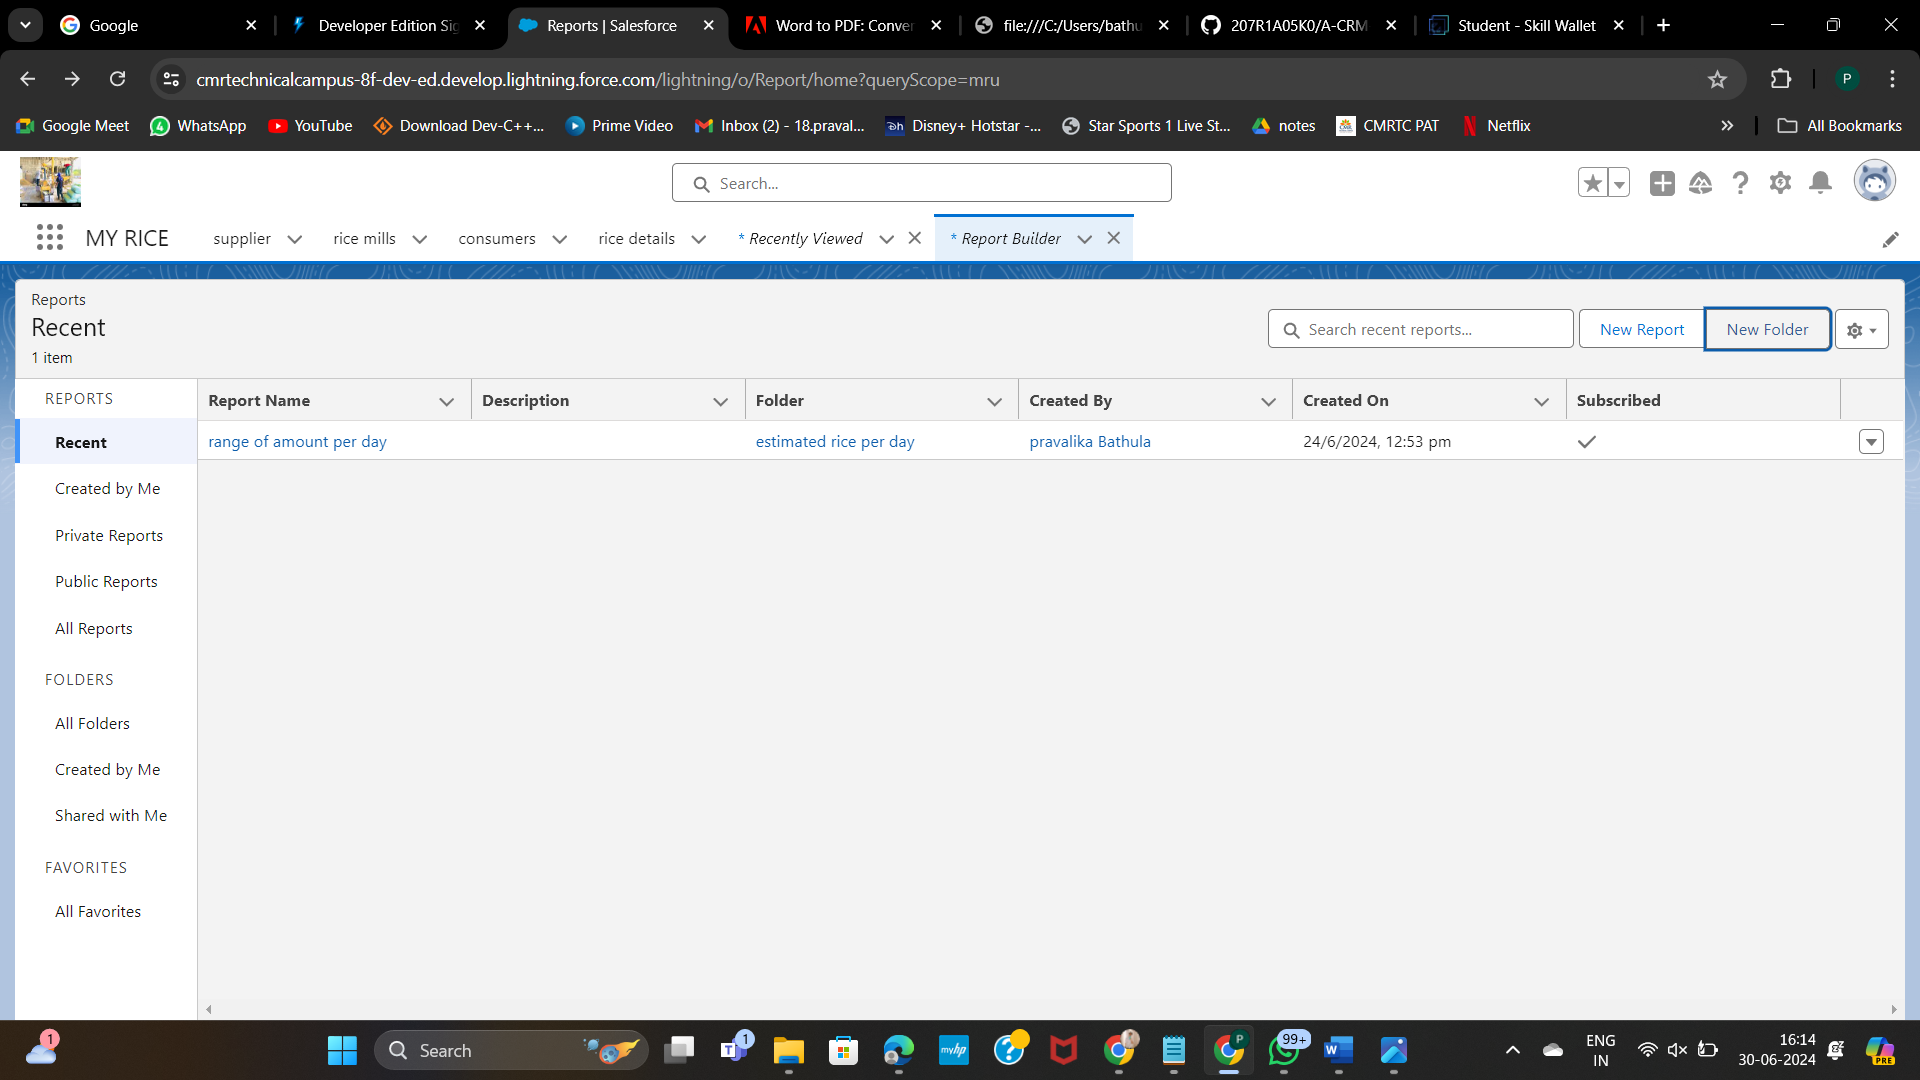 Google
Developer Edition Sig
Reports | Salesforce
Word to PDF: Conver
file:///C:/Users/bathu
207R1A05K0/A-CRM
Student - Skill Wallet
cmrtechnicalcampus-8f-dev-ed.develop.lightning.force.com/lightning/o/Report/home?queryScope=mru
P
Google Meet
WhatsApp
YouTube
Download Dev-C++...
Prime Video
Inbox (2) - 18.praval...
Disney+ Hotstar -...
Star Sports 1 Live St...
notes
CMRTC PAT
Netflix
All Bookmarks
Search...
MY RICE
supplier
rice mills
consumers
rice details
* Recently Viewed
* Report Builder
Reports
Recent
1 item
Search recent reports...
New Report
New Folder
REPORTS
Report Name
Description
Folder
Created By
Created On
Subscribed
Recent
range of amount per day
estimated rice per day
pravalika Bathula
24/6/2024, 12:53 pm
Created by Me
Private Reports
Public Reports
All Reports
FOLDERS
All Folders
Created by Me
Shared with Me
FAVORITES
All Favorites
1
Search
1
myhp
P
99+
ENG
IN
16:14
30-06-2024
PRE